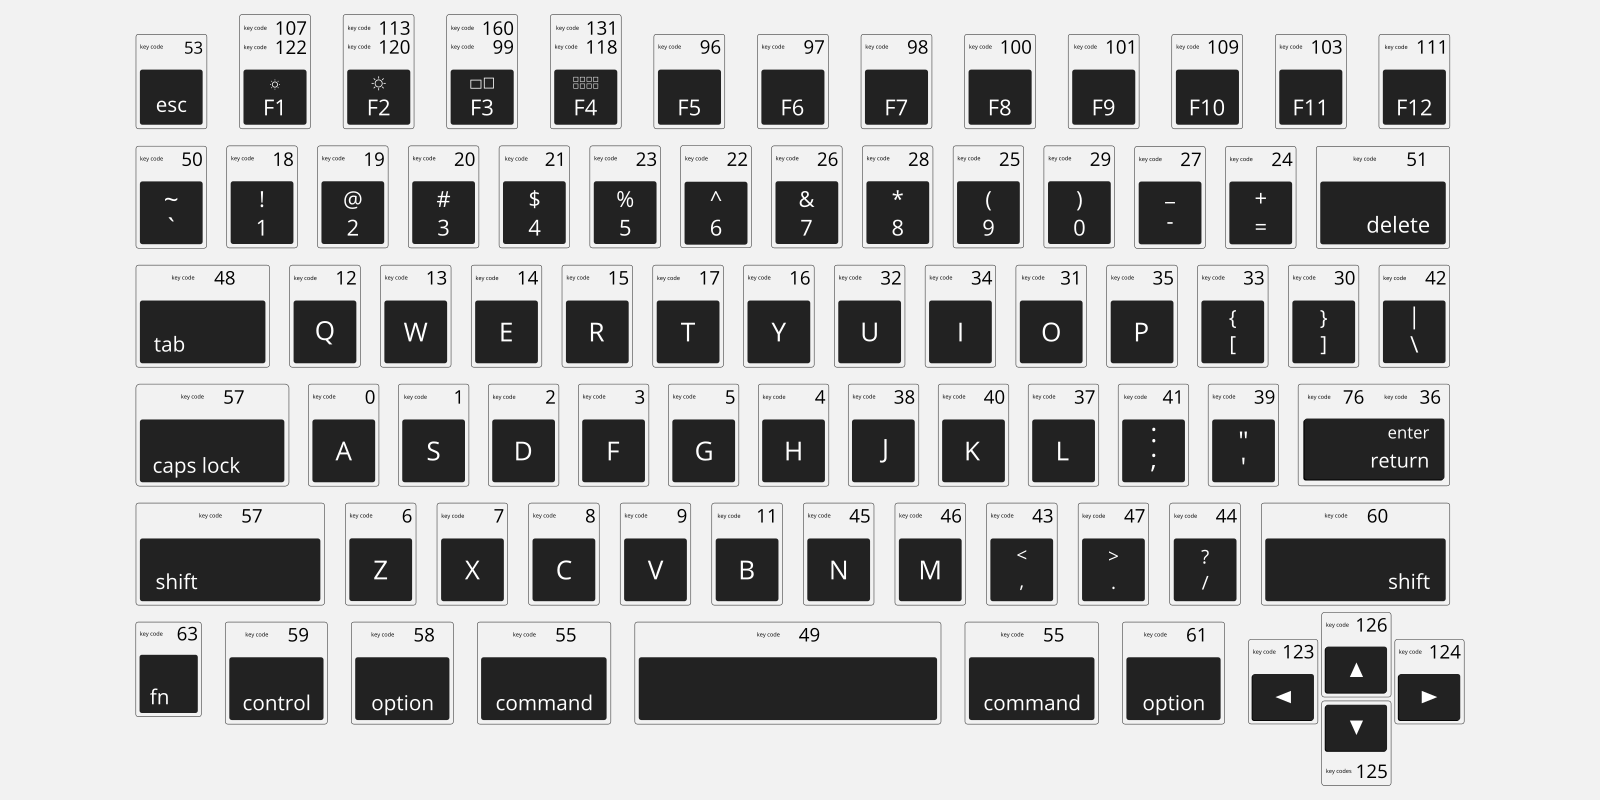 key code 107 key code 113 key code 160 key code 131
key code 53 key code 122 key code 120 key code 99 key code 118 key code 96 key code 97 key code 98 key code 100 key code 101 key code 109 key code 103 key code 111
esc F1 F2 F3 F4 F5 F6 F7 F8 F9 F10 F11 F12
key code 50 key code 18 key code 19 key code 20 key code 21 key code 23 key code 22 key code 26 key code 28 key code 25 key code 29 key code 27 key code 24 key code 51
~ ! @ # $ % ^ & * ( ) _ +
` 1 2 3 4 5 6 7 8 9 0 - = delete
key code 48 key code 12 key code 13 key code 14 key code 15 key code 17 key code 16 key code 32 key code 34 key code 31 key code 35 key code 33 key code 30 key code 42
{ } |
tab Q W E R T Y U I O P [ ] \
key code 57 key code 0 key code 1 key code 2 key code 3 key code 5 key code 4 key code 38 key code 40 key code 37 key code 41 key code 39 key code 76 key code 36
: " enter
caps lock A S D F G H J K L ; ' return
key code 57 key code 6 key code 7 key code 8 key code 9 key code 11 key code 45 key code 46 key code 43 key code 47 key code 44 key code 60
< > ?
shift Z X C V B N M , . / shift
key code 63 key code 59 key code 58 key code 55 key code 49 key code 55 key code 61 key code 126
key code 123 key code 124
fn control option command command option ◀ ▲ ▶
▼
key codes 125